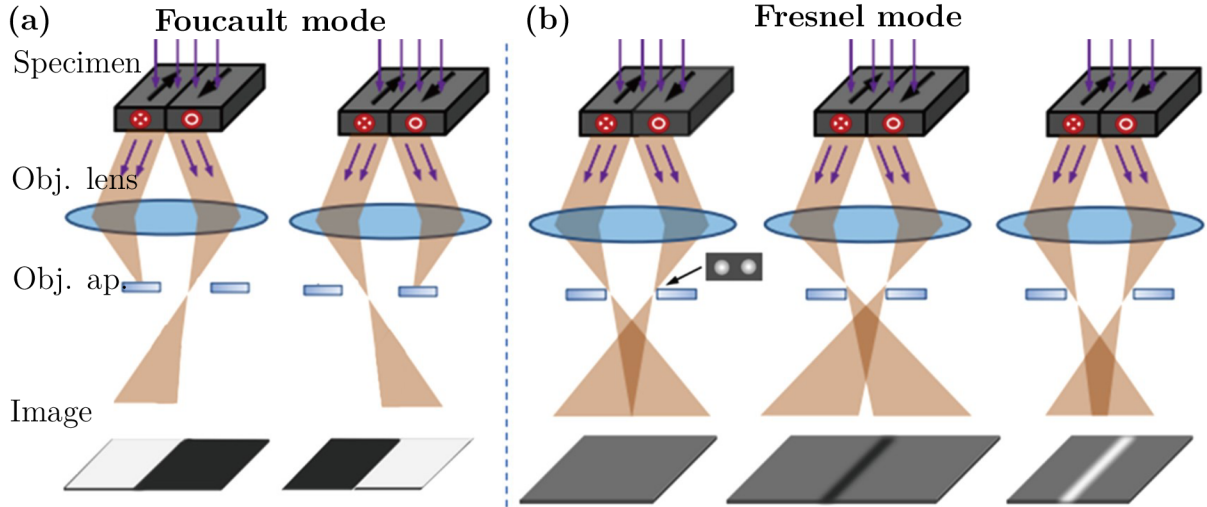 (a)
Foucault mode
(b)
Fresnel mode
Specimen
Obj. lens
Obj. ap.
Image